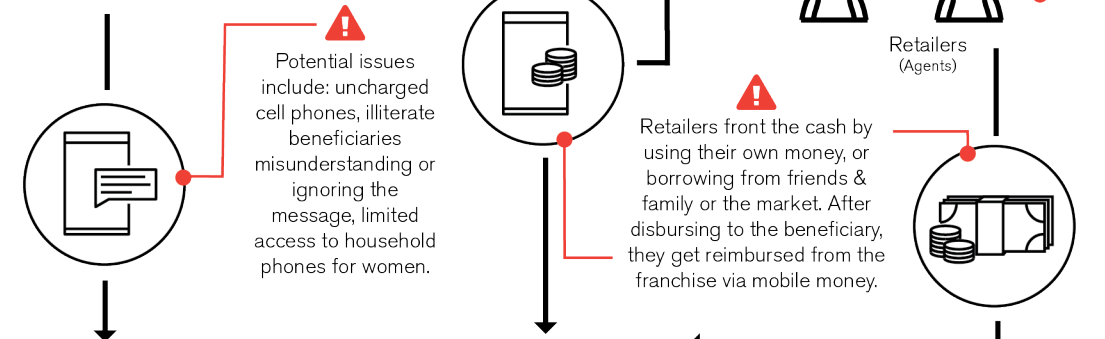 Potential issues
include: uncharged
cell phones, illiterate
beneficiaries
misunderstanding or
ignoring the
message, limited
access to household
phones for women.
Retailers
(Agents)
Retailers front the cash by
using their own money, or
borrowing from friends &
family or the market. After
disbursing to the beneficiary,
they get reimbursed from the
franchise via mobile money.